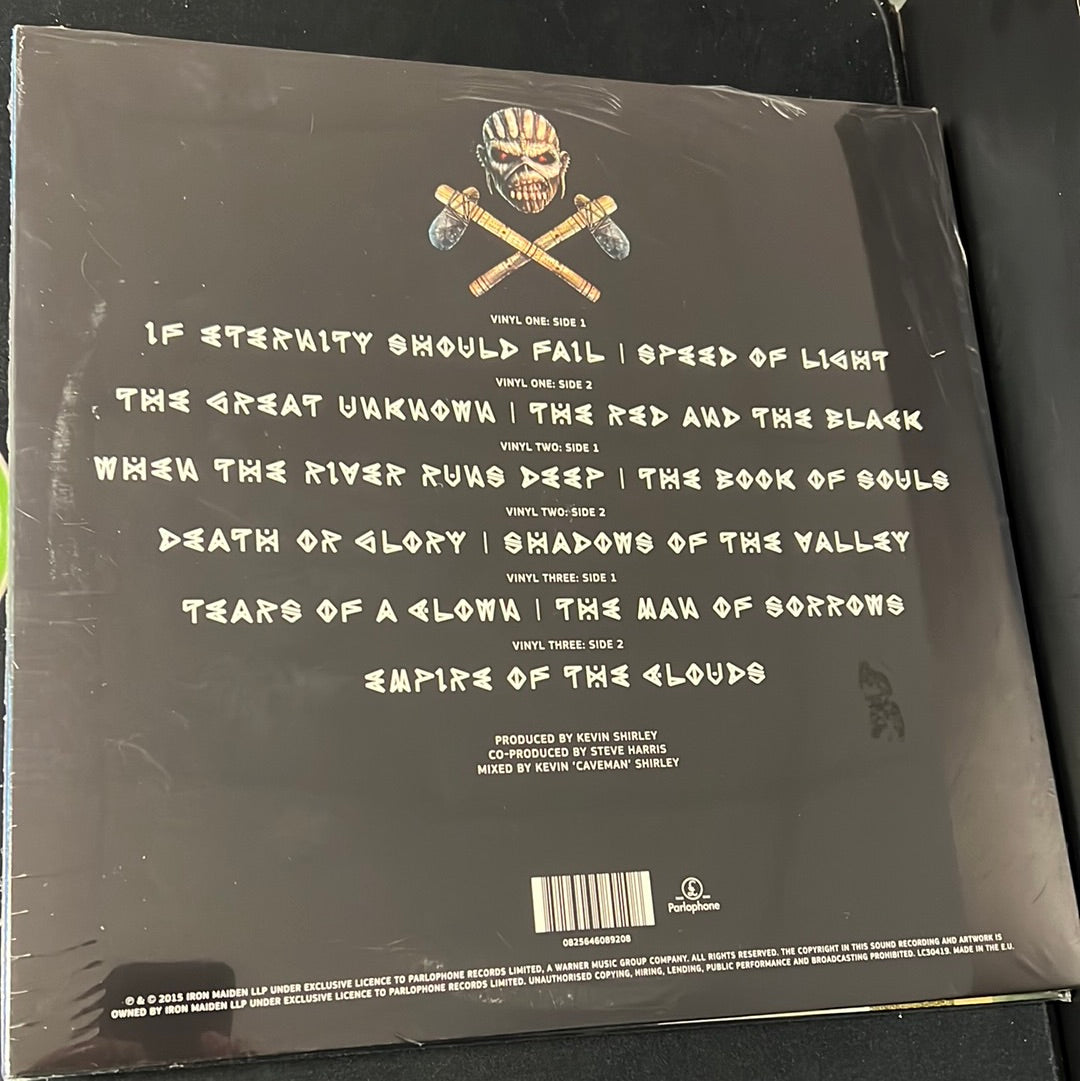 VINYL ONE: SIDE 1
IF ETERNITY SHOULD FAIL | SPEED OF LIGHT
VINYL ONE: SIDE 2
THE GREAT UNKNOWN | THE RED AND THE BLACK
VINYL TWO: SIDE 1
WHEN THE RIVER RUNS DEEP | THE BOOK OF SOULS
VINYL TWO: SIDE 2
DEATH OR GLORY | SHADOWS OF THE VALLEY
VINYL THREE: SIDE 1
TEARS OF A CLOWN | THE MAN OF SORROWS
VINYL THREE: SIDE 2
EMPIRE OF THE CLOUDS
PRODUCED BY KEVIN SHIRLEY
CO-PRODUCED BY STEVE HARRIS
MIXED BY KEVIN 'CAVEMAN' SHIRLEY
£
Parlophone
0825646089208
℗ & © 2015 IRON MAIDEN LLP UNDER EXCLUSIVE LICENCE TO PARLOPHONE RECORDS LIMITED, A WARNER MUSIC GROUP COMPANY. ALL RIGHTS RESERVED. THE COPYRIGHT IN THIS SOUND RECORDING AND ARTWORK IS
OWNED BY IRON MAIDEN LLP UNDER EXCLUSIVE LICENCE TO PARLOPHONE RECORDS LIMITED. UNAUTHORISED COPYING, HIRING, LENDING, PUBLIC PERFORMANCE AND BROADCASTING PROHIBITED. LC30419. MADE IN THE E.U.